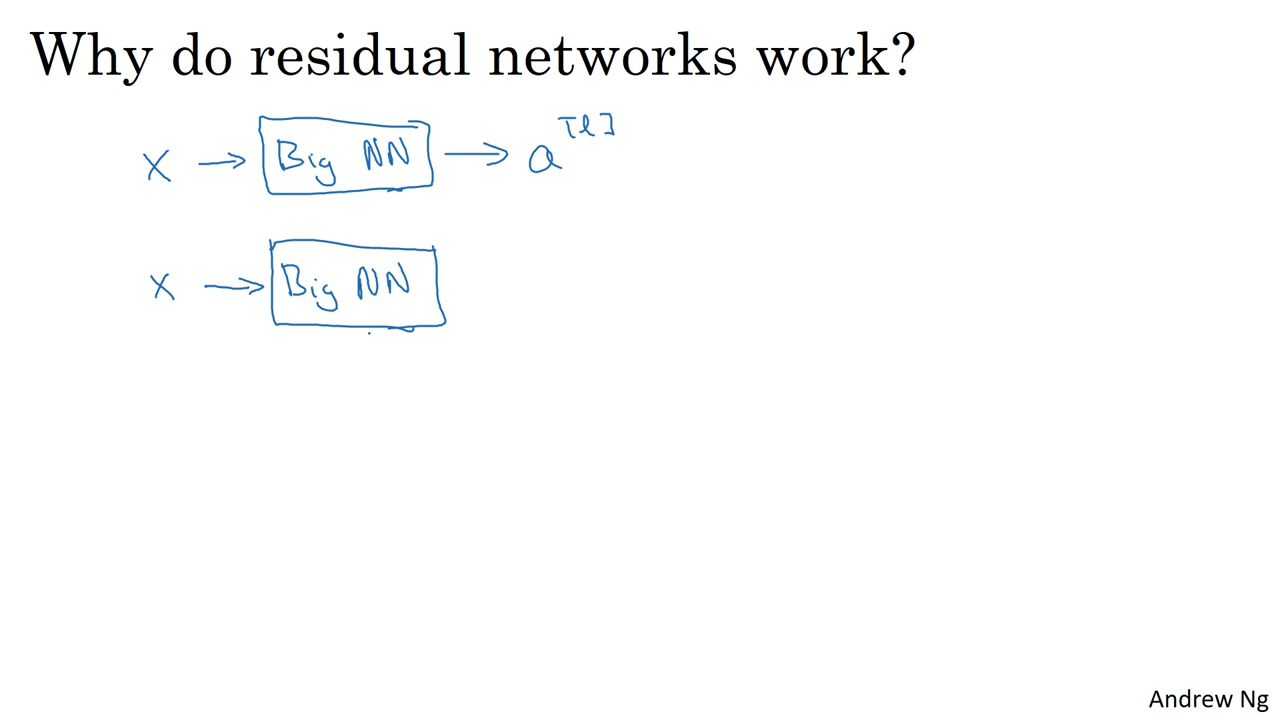 Why do residual networks work?
X → Big NN → a^[l]
X → Big NN
Andrew Ng